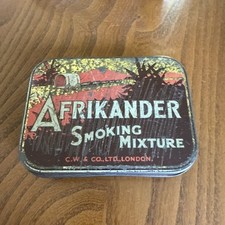 AFRIKANDER
SMOKING
MIXTURE
C.W. & CO., LTD., LONDON.